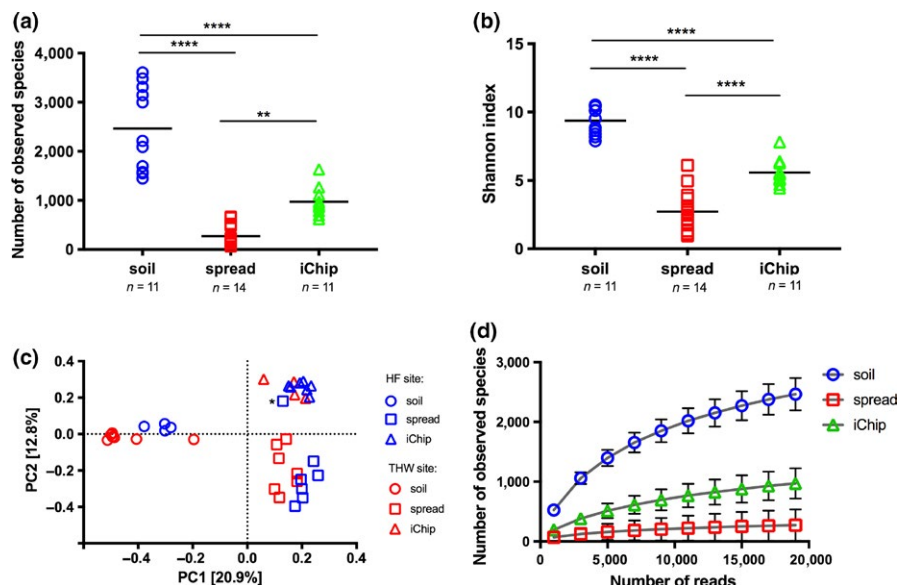 (a)
****
****
**
Number of observed species
4,000
3,000
2,000
1,000
0
soil
spread
iChip
n = 11
n = 14
n = 11
(b)
****
****
****
Shannon index
15
10
5
0
soil
spread
iChip
n = 11
n = 14
n = 11
(c)
PC2 [12.8%]
0.4
0.2
0.0
−0.2
−0.4
*
−0.4
−0.2
0.0
0.2
0.4
PC1 [20.9%]
HF site:
soil
spread
iChip
THW site:
soil
spread
iChip
(d)
Number of observed species
3,000
2,000
1,000
0
0
5,000
10,000
15,000
20,000
Number of reads
soil
spread
iChip